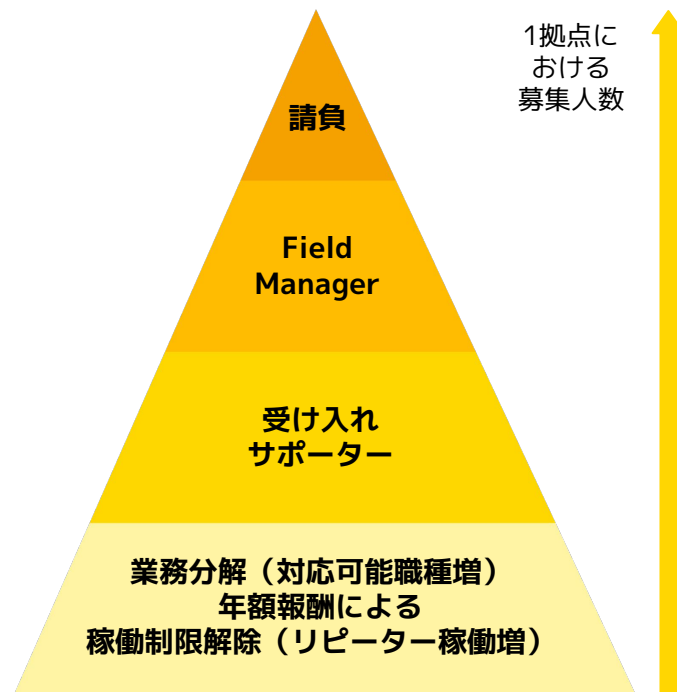 1拠点に
おける
募集人数
請負
Field
Manager
受け入れ
サポーター
業務分解（対応可能職種増）
年額報酬による
稼働制限解除（リピーター稼働増）